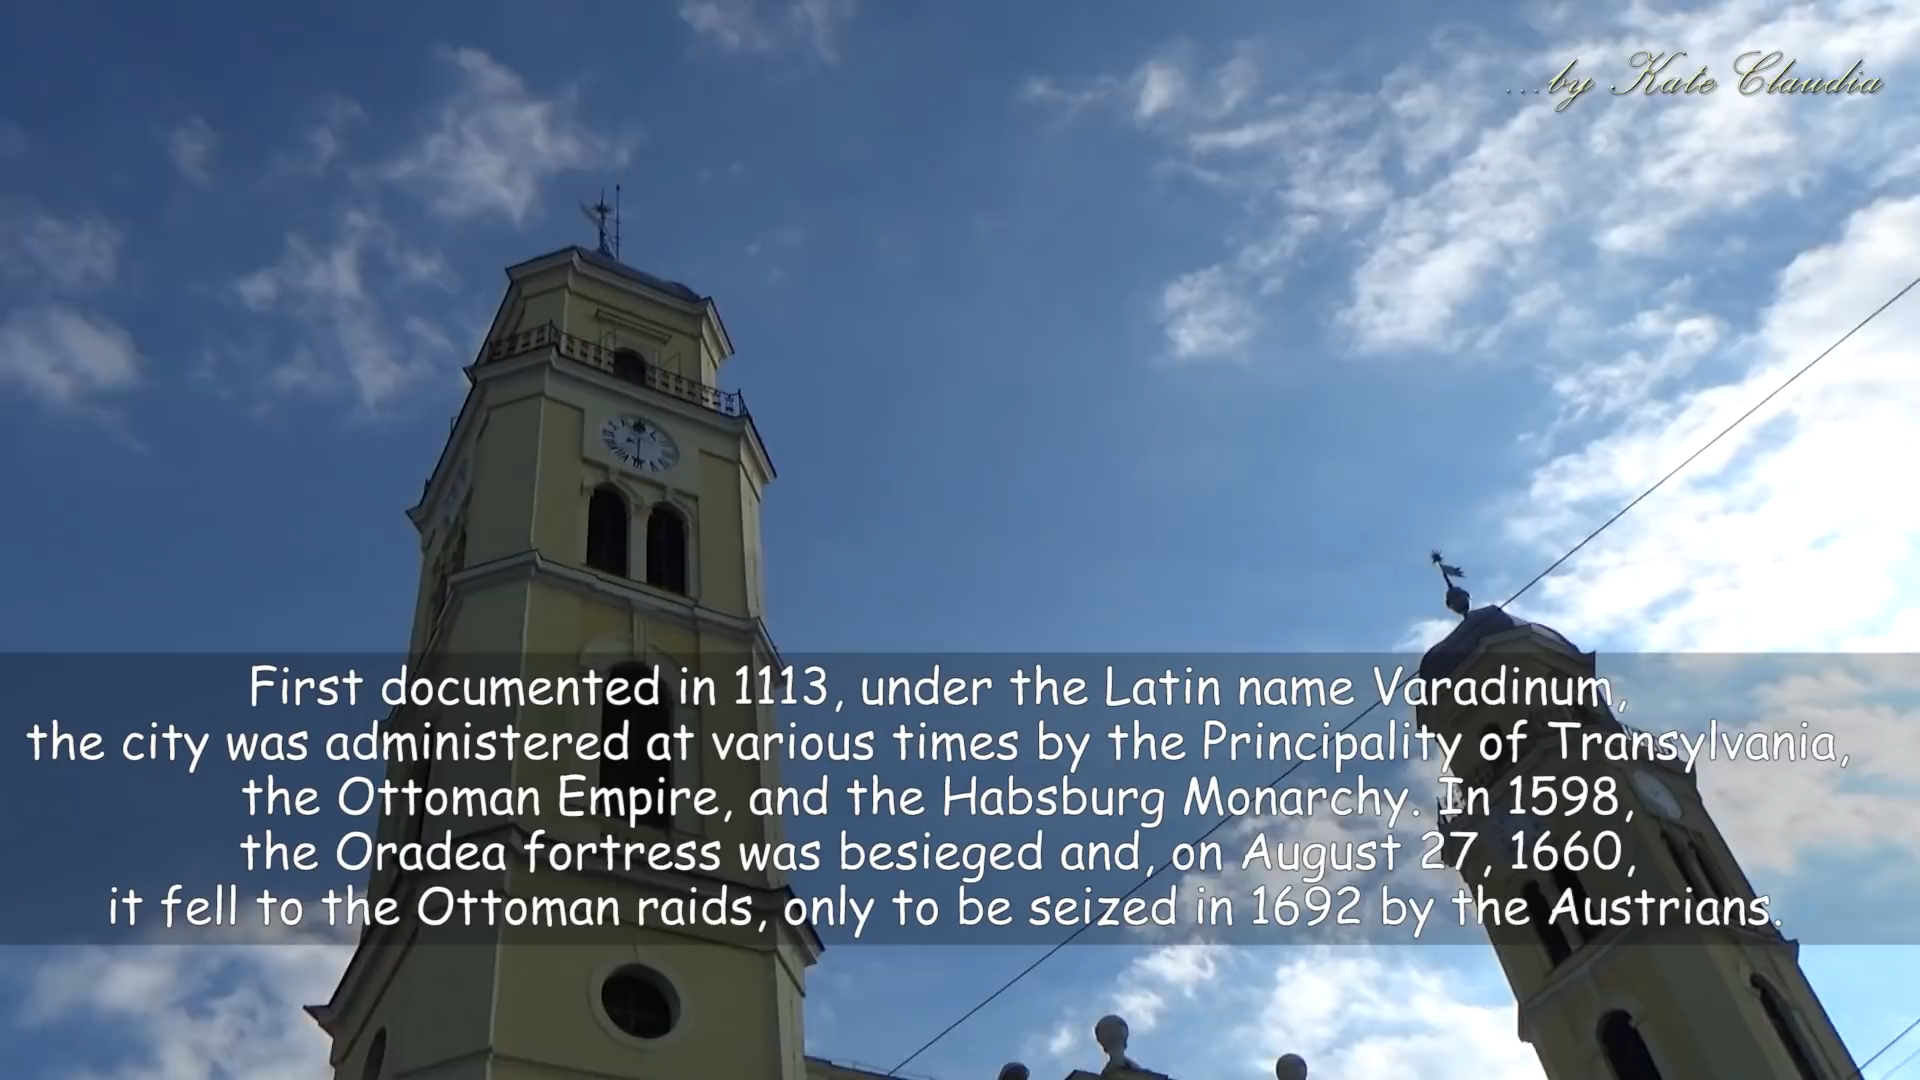 ...by Kate Claudia
First documented in 1113, under the Latin name Varadinum,
the city was administered at various times by the Principality of Transylvania,
the Ottoman Empire, and the Habsburg Monarchy. In 1598,
the Oradea fortress was besieged and, on August 27, 1660,
it fell to the Ottoman raids, only to be seized in 1692 by the Austrians.